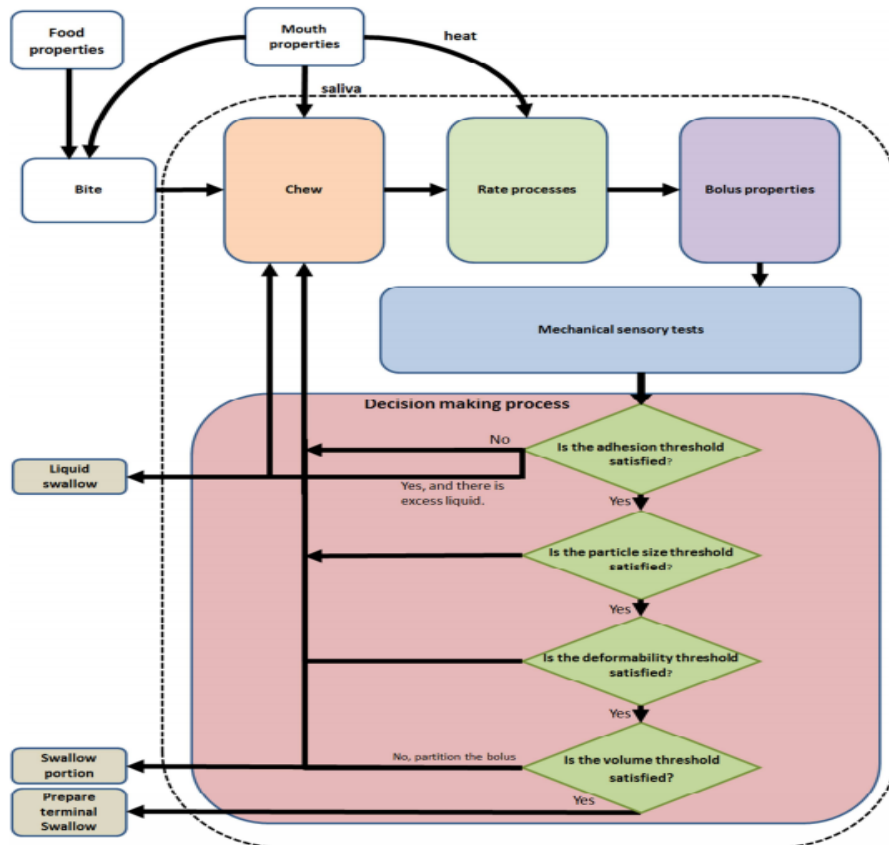 Food
properties
Mouth
properties
heat
saliva
Bite
Chew
Rate processes
Bolus properties
Mechanical sensory tests
Decision making process
No
Is the adhesion threshold
satisfied?
Liquid
swallow
Yes, and there is
excess liquid.
Yes
Is the particle size threshold
satisfied?
Yes
Is the deformability threshold
satisfied?
Yes
Swallow
portion
No, partition the bolus
Is the volume threshold
satisfied?
Prepare
terminal
Swallow
Yes